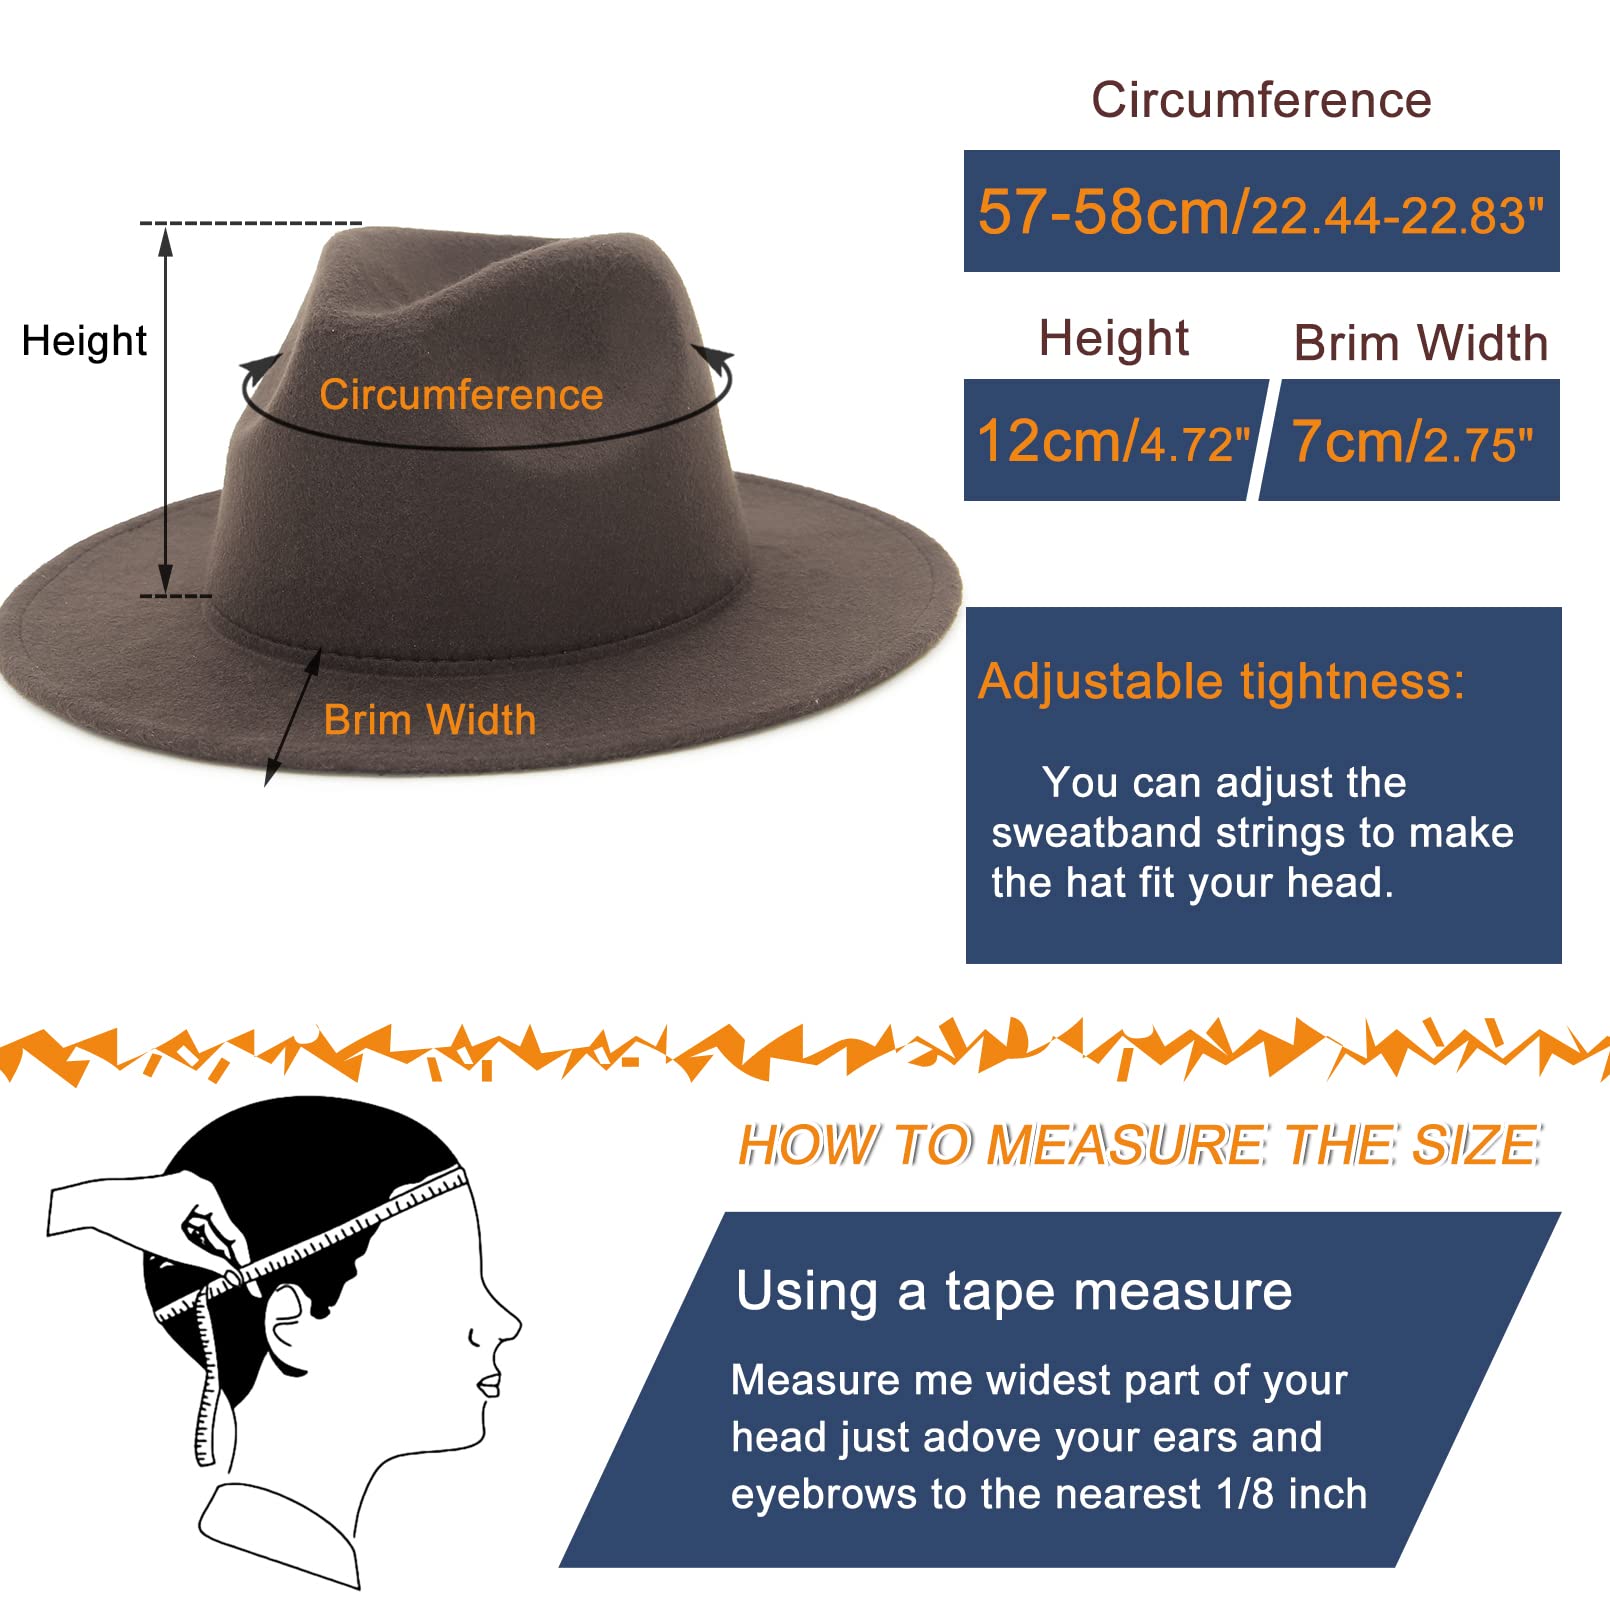 Circumference
57-58cm/22.44-22.83"
Height
Brim Width
12cm/4.72"
7cm/2.75"
Height
Circumference
Brim Width
Adjustable tightness:
You can adjust the
sweatband strings to make
the hat fit your head.
HOW TO MEASURE THE SIZE
Using a tape measure
Measure me widest part of your
head just adove your ears and
eyebrows to the nearest 1/8 inch